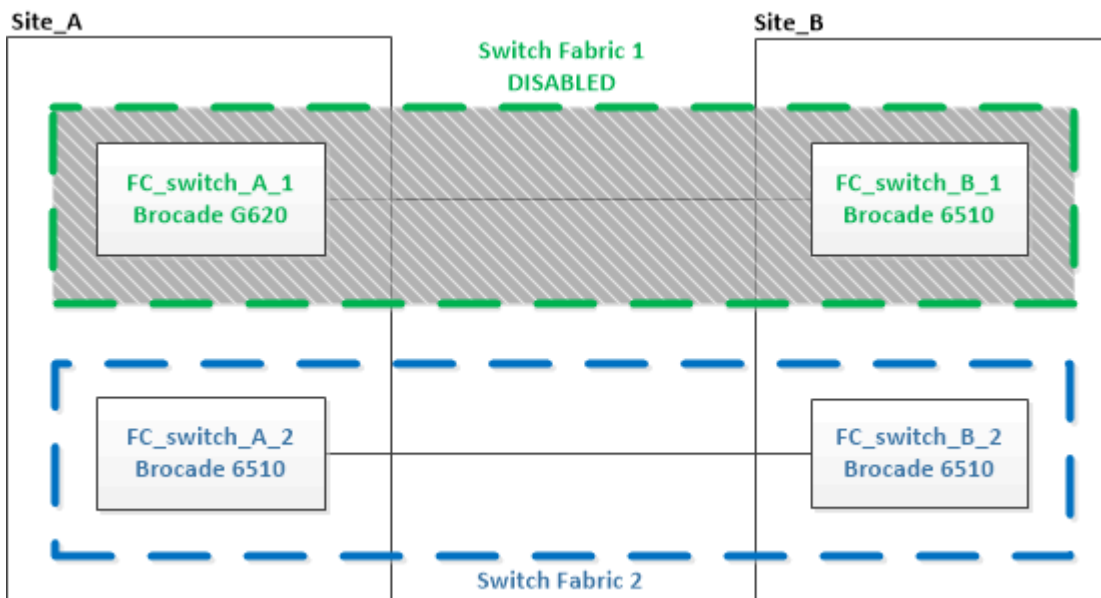 Site_A
Site_B
Switch Fabric 1
DISABLED
FC_switch_A_1
Brocade G620
FC_switch_B_1
Brocade 6510
FC_switch_A_2
Brocade 6510
FC_switch_B_2
Brocade 6510
Switch Fabric 2